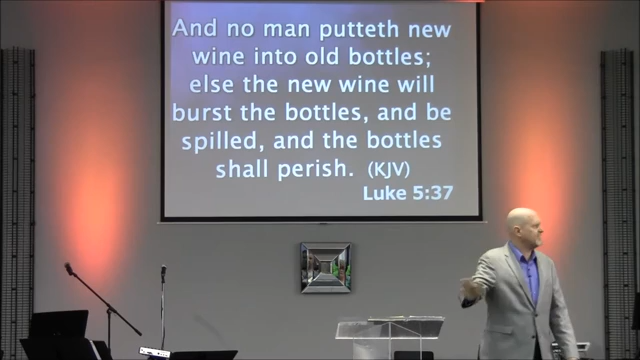 And no man putteth new
wine into old bottles;
else the new wine will
burst the bottles, and be
spilled, and the bottles
shall perish. (KJV)
Luke 5:37